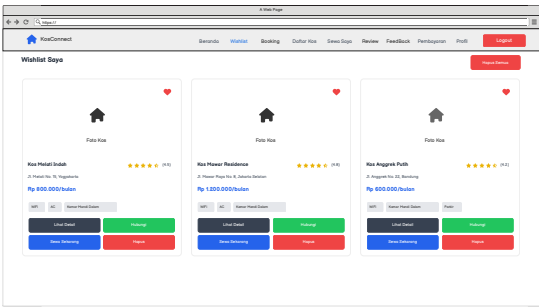 A Web Page
https://
KosConnect
Beranda Wishlist Booking Daftar Kos Sewa Saya Review FeedBack Pembayaran Profil Logout
Wishlist Saya
Hapus Semua
Foto Kos Foto Kos Foto Kos
Kos Melati Indah (4.5) Kos Mawar Residence (4.8) Kos Anggrek Putih (4.2)
Jl. Melati No. 15, Yogyakarta Jl. Mawar Raya No. 8, Jakarta Selatan Jl. Anggrek No. 22, Bandung
Rp 800.000/bulan Rp 1.200.000/bulan Rp 600.000/bulan
WiFi AC Kamar Mandi Dalam WiFi AC Kamar Mandi Dalam WiFi Kamar Mandi Dalam Parkir
Lihat Detail Hubungi Lihat Detail Hubungi Lihat Detail Hubungi
Sewa Sekarang Hapus Sewa Sekarang Hapus Sewa Sekarang Hapus